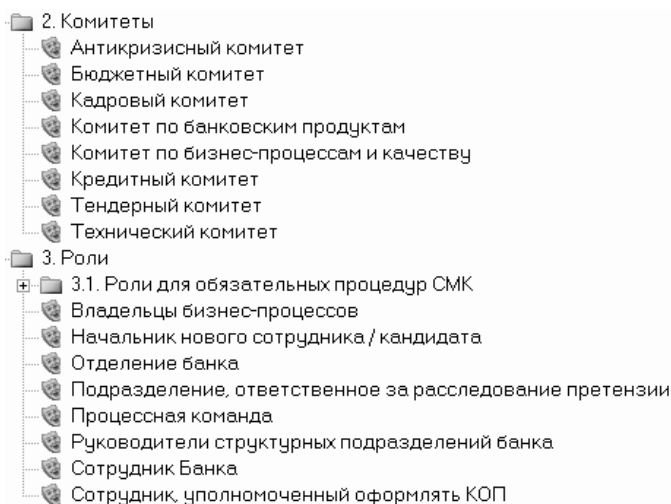 2. Комитеты
Антикризисный комитет
Бюджетный комитет
Кадровый комитет
Комитет по банковским продуктам
Комитет по бизнес-процессам и качеству
Кредитный комитет
Тендерный комитет
Технический комитет
3. Роли
3.1. Роли для обязательных процедур СМК
Владельцы бизнес-процессов
Начальник нового сотрудника / кандидата
Отделение банка
Подразделение, ответственное за расследование претензии
Процессная команда
Руководители структурных подразделений банка
Сотрудник Банка
Сотрудник, уполномоченный оформлять КОП